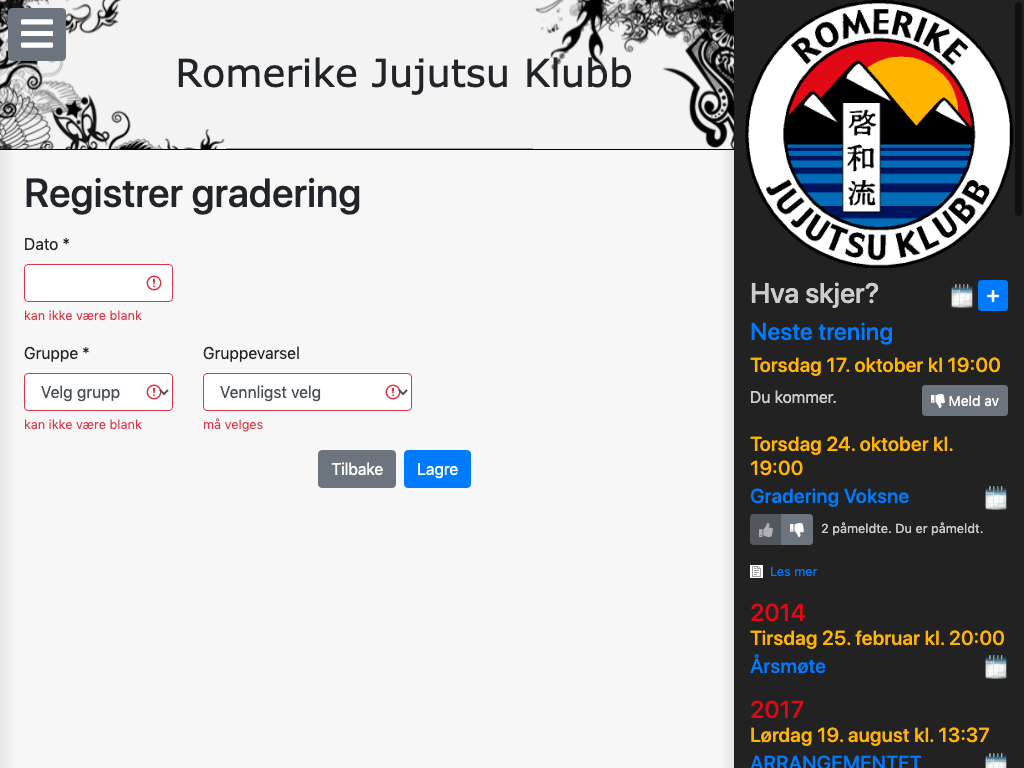 Romerike Jujutsu Klubb
Registrer gradering
Dato *
kan ikke være blank
Gruppe *
Gruppevarsel
Velg grupp
Vennligst velg
kan ikke være blank
må velges
Tilbake
Lagre
ROMERIKE
啓和流
JUJUTSU KLUBB
Hva skjer?
Neste trening
Torsdag 17. oktober kl 19:00
Du kommer.
Meld av
Torsdag 24. oktober kl.
19:00
Gradering Voksne
2 påmeldte. Du er påmeldt.
Les mer
2014
Tirsdag 25. februar kl. 20:00
Årsmøte
2017
Lørdag 19. august kl. 13:37
ARRANGEMENTET